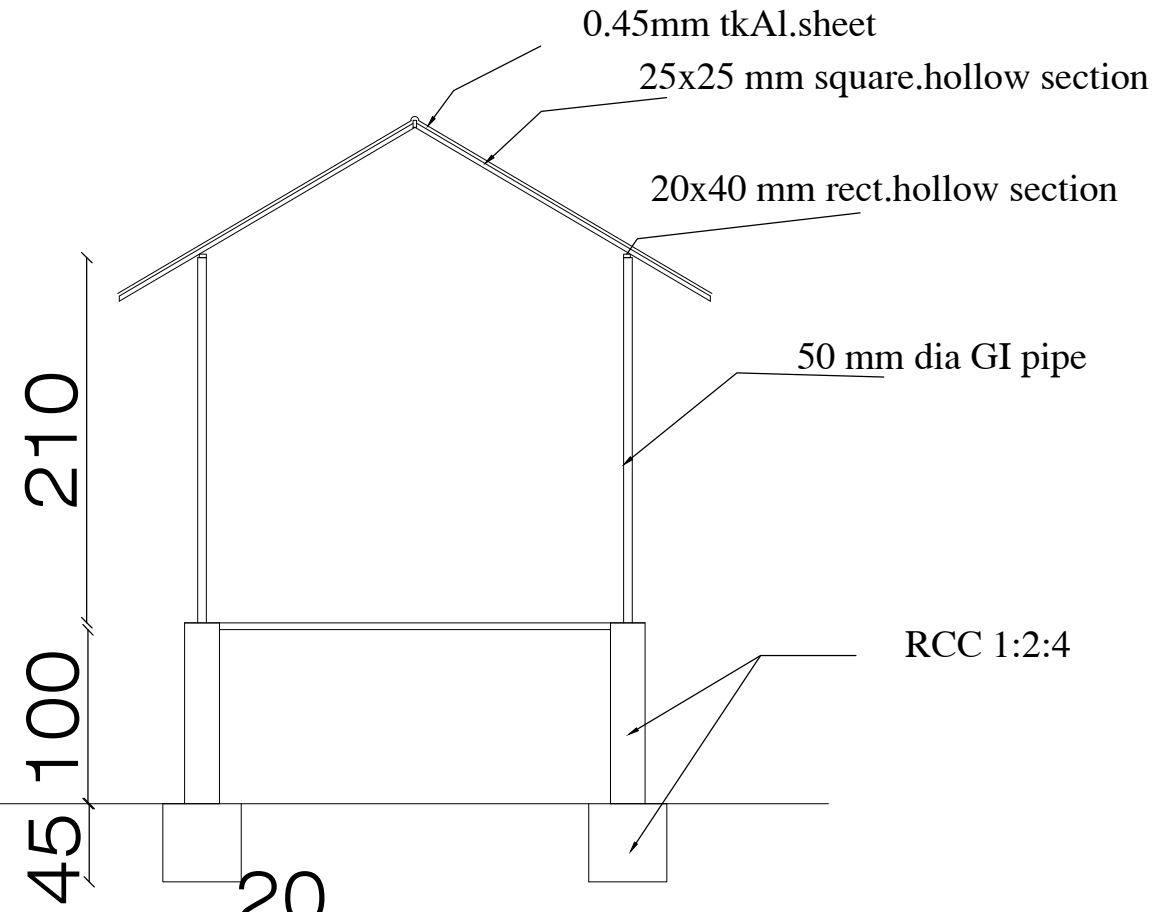 0.45mm tkAl.sheet
25x25 mm square.hollow section
20x40 mm rect.hollow section
50 mm dia GI pipe
210
RCC 1:2:4
100
45
20